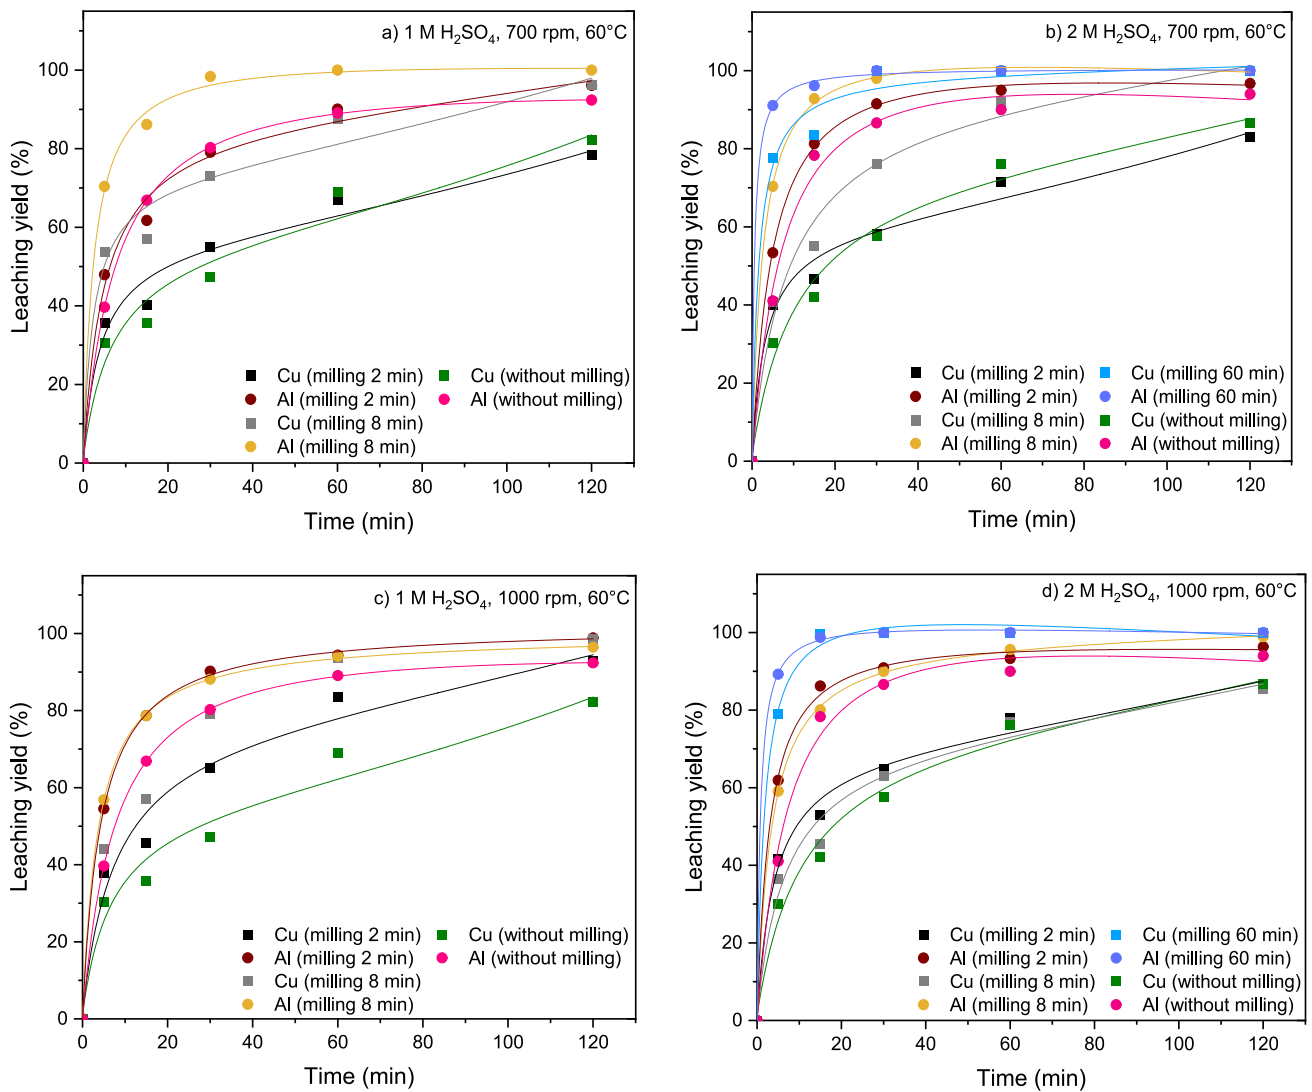 a) 1 M H₂SO₄, 700 rpm, 60°C
100
80
60
40
20
0
Leaching yield (%)
Cu (milling 2 min)
Al (milling 2 min)
Cu (milling 8 min)
Al (milling 8 min)
Cu (without milling)
Al (without milling)
0 20 40 60 80 100 120
Time (min)
b) 2 M H₂SO₄, 700 rpm, 60°C
100
80
60
40
20
0
Leaching yield (%)
Cu (milling 2 min)
Al (milling 2 min)
Cu (milling 8 min)
Al (milling 8 min)
Cu (milling 60 min)
Al (milling 60 min)
Cu (without milling)
Al (without milling)
0 20 40 60 80 100 120
Time (min)
c) 1 M H₂SO₄, 1000 rpm, 60°C
100
80
60
40
20
0
Leaching yield (%)
Cu (milling 2 min)
Al (milling 2 min)
Cu (milling 8 min)
Al (milling 8 min)
Cu (without milling)
Al (without milling)
0 20 40 60 80 100 120
Time (min)
d) 2 M H₂SO₄, 1000 rpm, 60°C
100
80
60
40
20
0
Leaching yield (%)
Cu (milling 2 min)
Al (milling 2 min)
Cu (milling 8 min)
Al (milling 8 min)
Cu (milling 60 min)
Al (milling 60 min)
Cu (without milling)
Al (without milling)
0 20 40 60 80 100 120
Time (min)